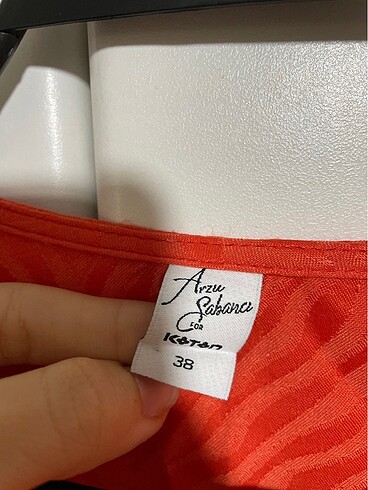 Arzu
Sabancı
FOR
KOTON
38